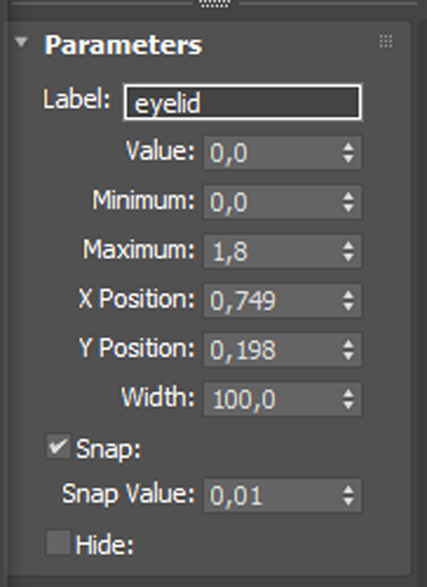 Parameters
Label: eyelid
Value: 0,0
Minimum: 0,0
Maximum: 1,8
X Position: 0,749
Y Position: 0,198
Width: 100,0
Snap:
Snap Value: 0,01
Hide: